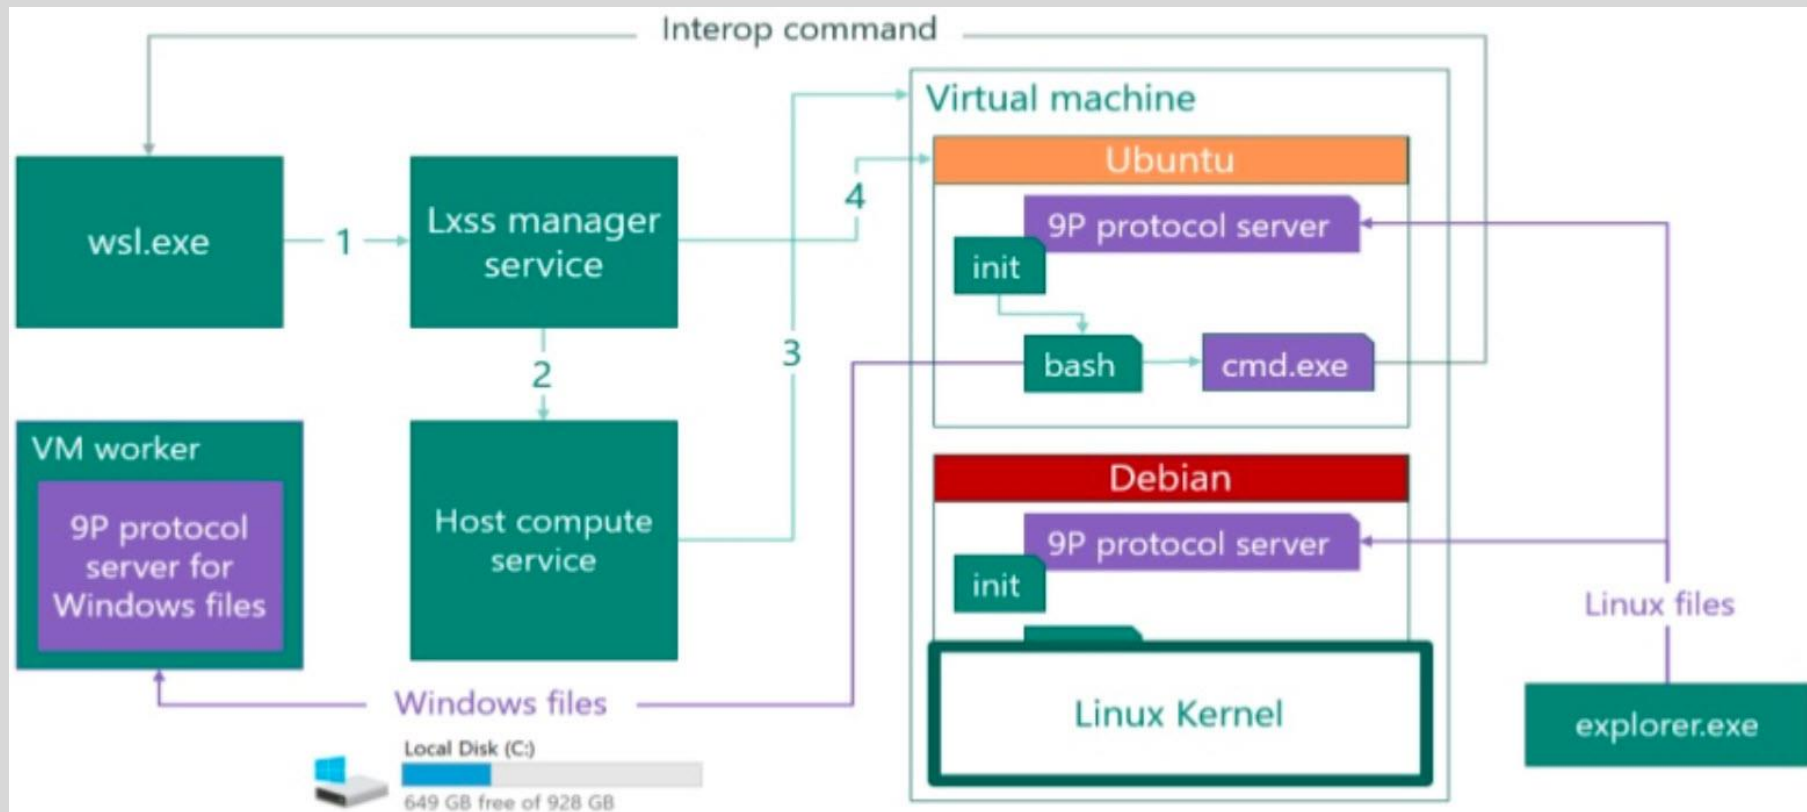 Interop command
Virtual machine
Ubuntu
9P protocol server
init
bash
cmd.exe
wsl.exe
1
Lxss manager
service
4
2
3
VM worker
9P protocol
server for
Windows files
Host compute
service
Debian
9P protocol server
init
Linux Kernel
Linux files
explorer.exe
Windows files
Local Disk (C:)
649 GB free of 928 GB